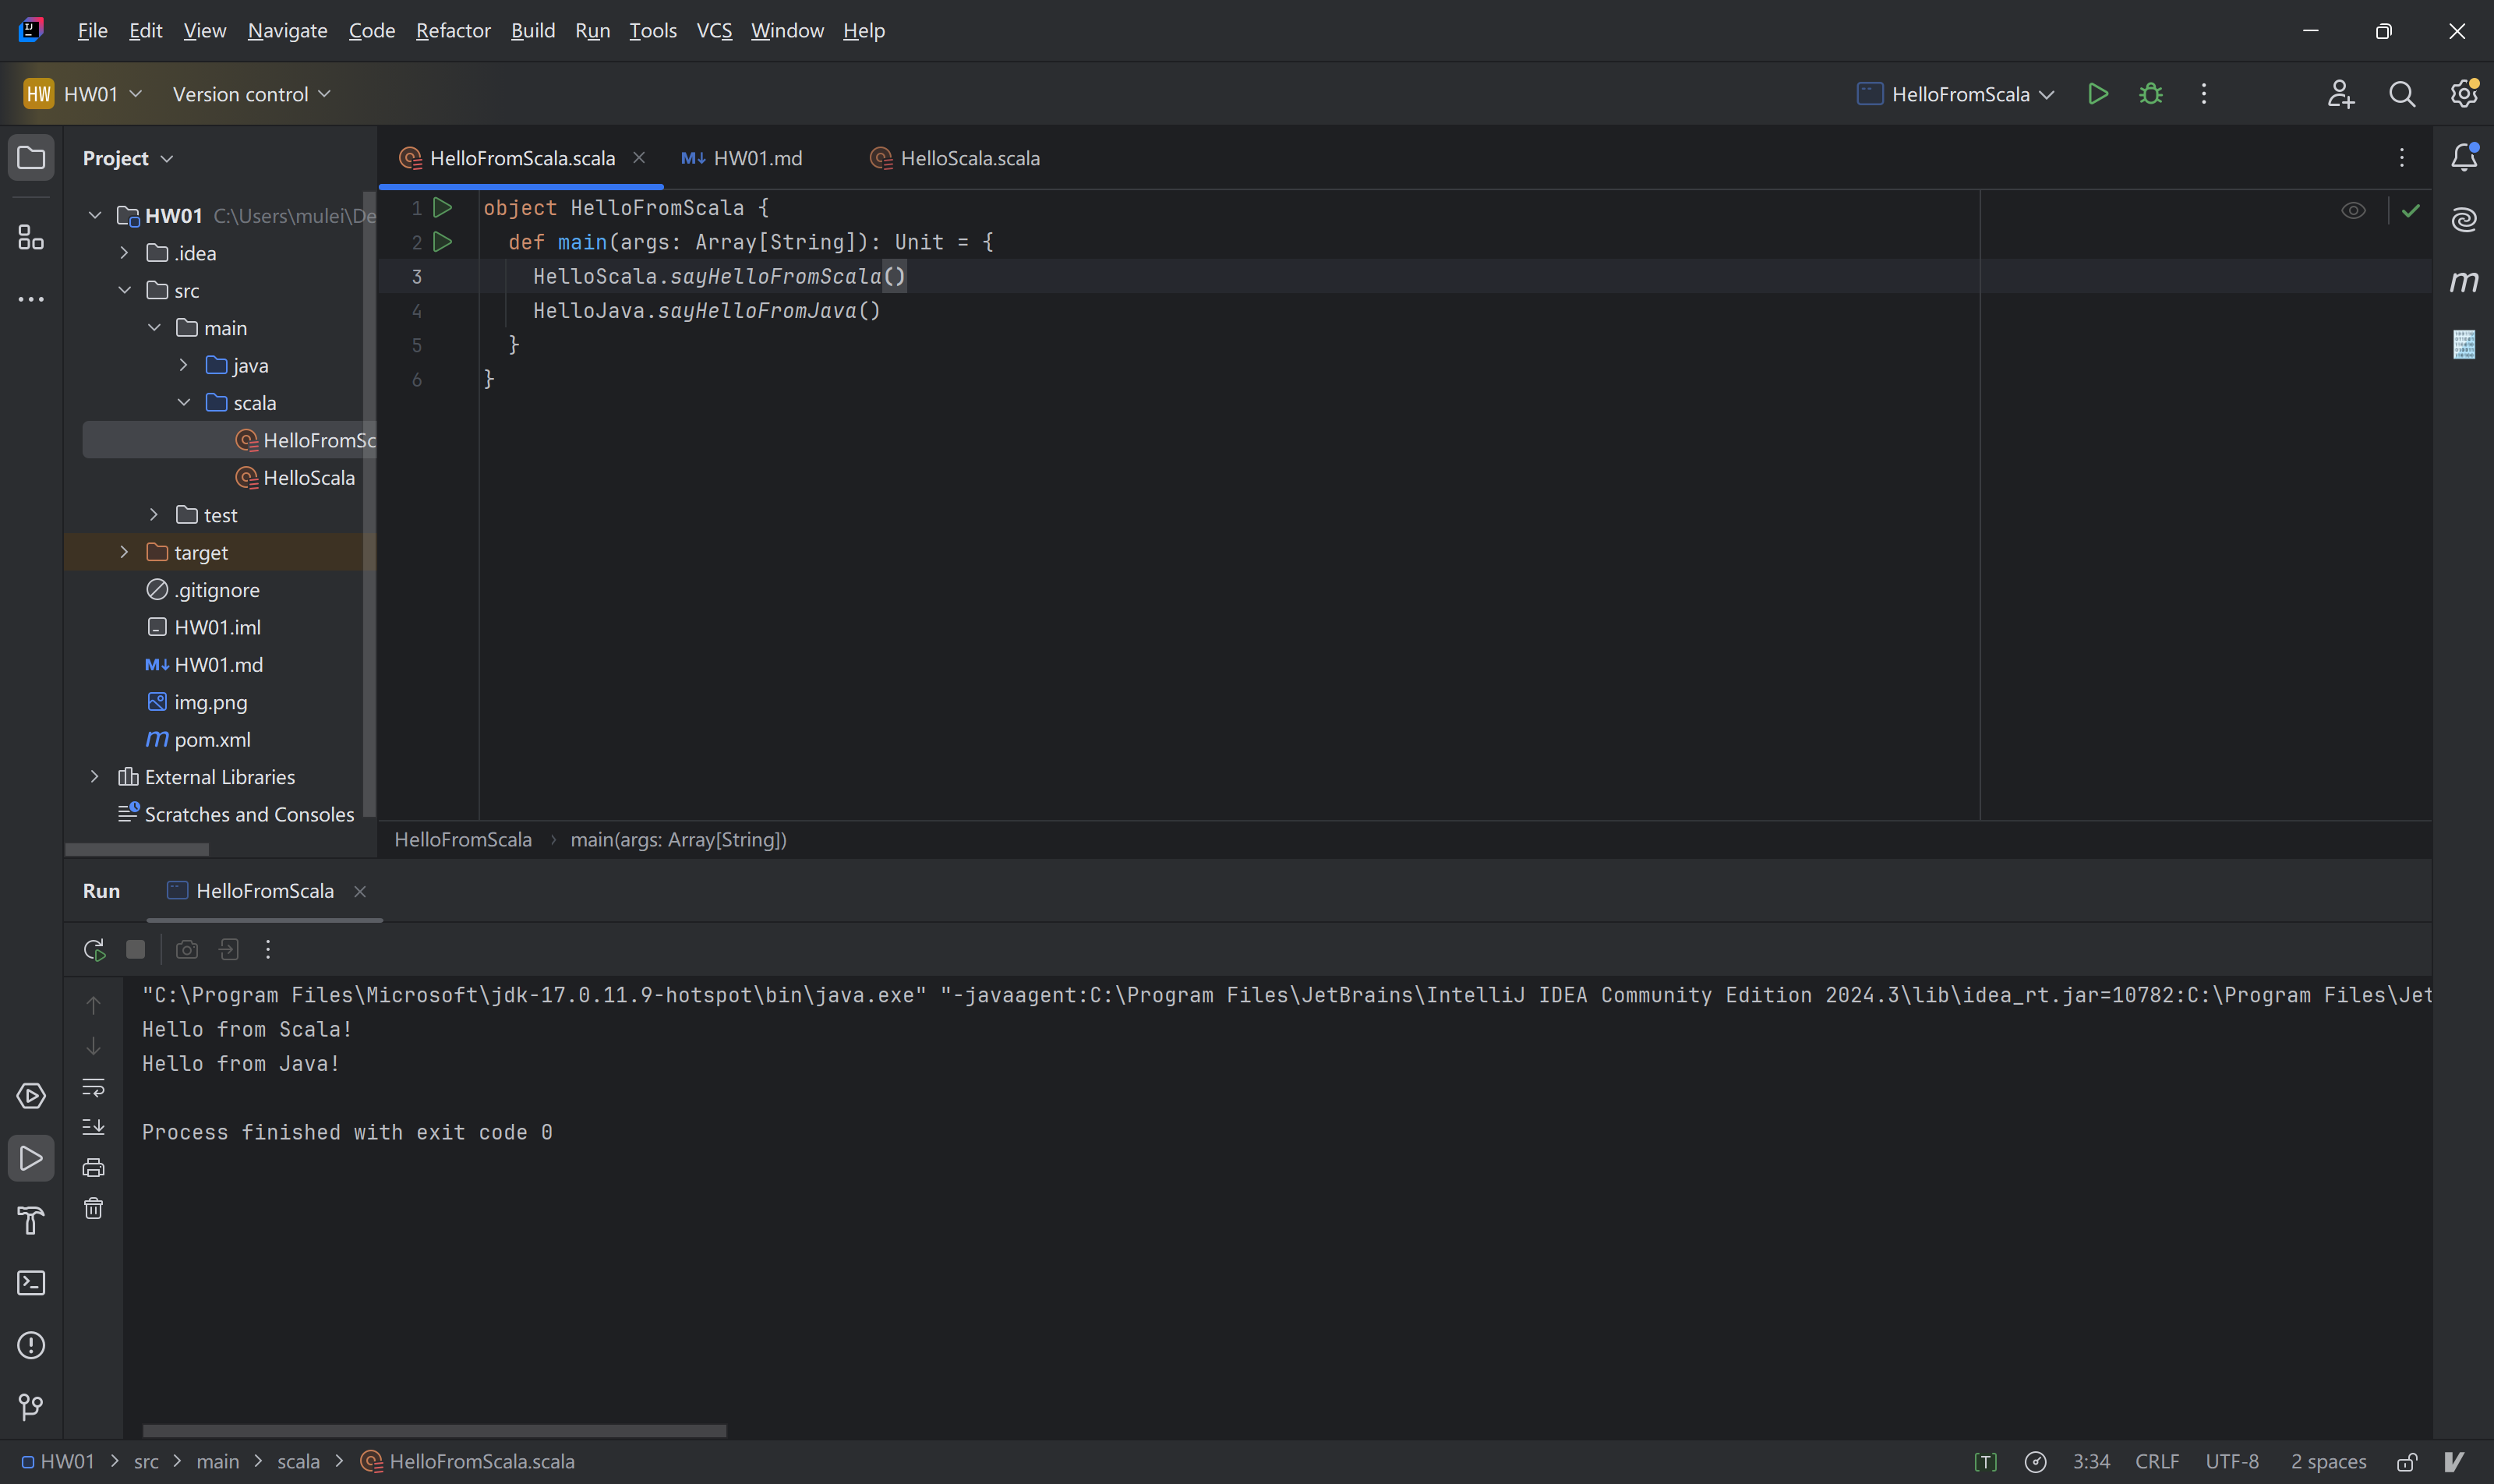 File Edit View Navigate Code Refactor Build Run Tools VCS Window Help
HW HW01 Version control HelloFromScala
Project
HelloFromScala.scala HW01.md HelloScala.scala
HW01 C:\Users\mulei\De
.idea
src
main
java
scala
HelloFromSc
HelloScala
test
target
.gitignore
HW01.iml
HW01.md
img.png
pom.xml
External Libraries
Scratches and Consoles
1 object HelloFromScala {
2 def main(args: Array[String]): Unit = {
3 HelloScala.sayHelloFromScala()
4 HelloJava.sayHelloFromJava()
5 }
6 }
HelloFromScala › main(args: Array[String])
Run HelloFromScala
"C:\Program Files\Microsoft\jdk-17.0.11.9-hotspot\bin\java.exe" "-javaagent:C:\Program Files\JetBrains\IntelliJ IDEA Community Edition 2024.3\lib\idea_rt.jar=10782:C:\Program Files\Jet
Hello from Scala!
Hello from Java!
Process finished with exit code 0
HW01 > src > main > scala > HelloFromScala.scala [T] 3:34 CRLF UTF-8 2 spaces